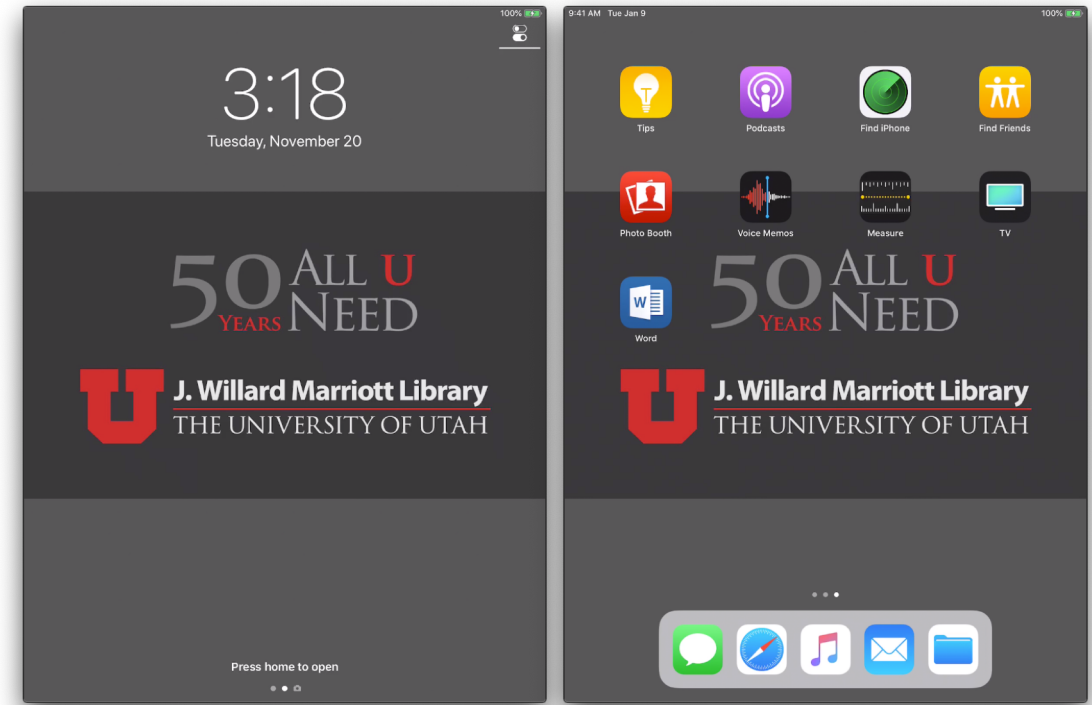 100%
3:18
Tuesday, November 20
50 YEARS ALL U NEED
U
J. Willard Marriott Library
THE UNIVERSITY OF UTAH
Press home to open
9:41 AM Tue Jan 9 100%
T
Tips Podcasts Find iPhone Find Friends
Photo Booth Voice Memos Measure TV
W
Word
50 YEARS ALL U NEED
U
J. Willard Marriott Library
THE UNIVERSITY OF UTAH